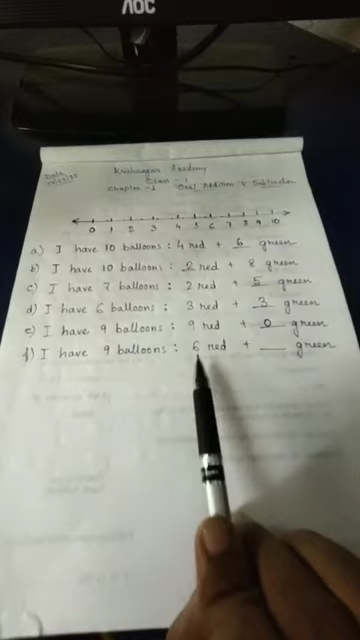 AOC
Krishnagar Academy
Class - 1
Chapter - 1 Oral Addition & Subtraction
0 1 2 3 4 5 6 7 8 9 10
a) I have 10 balloons : 4 red + 6 green
b) I have 10 balloons : 2 red + 8 green
c) I have 7 balloons : 2 red + 5 green
d) I have 6 balloons : 3 red + 3 green
e) I have 9 balloons : 9 red + 0 green
f) I have 9 balloons : 6 red + __ green